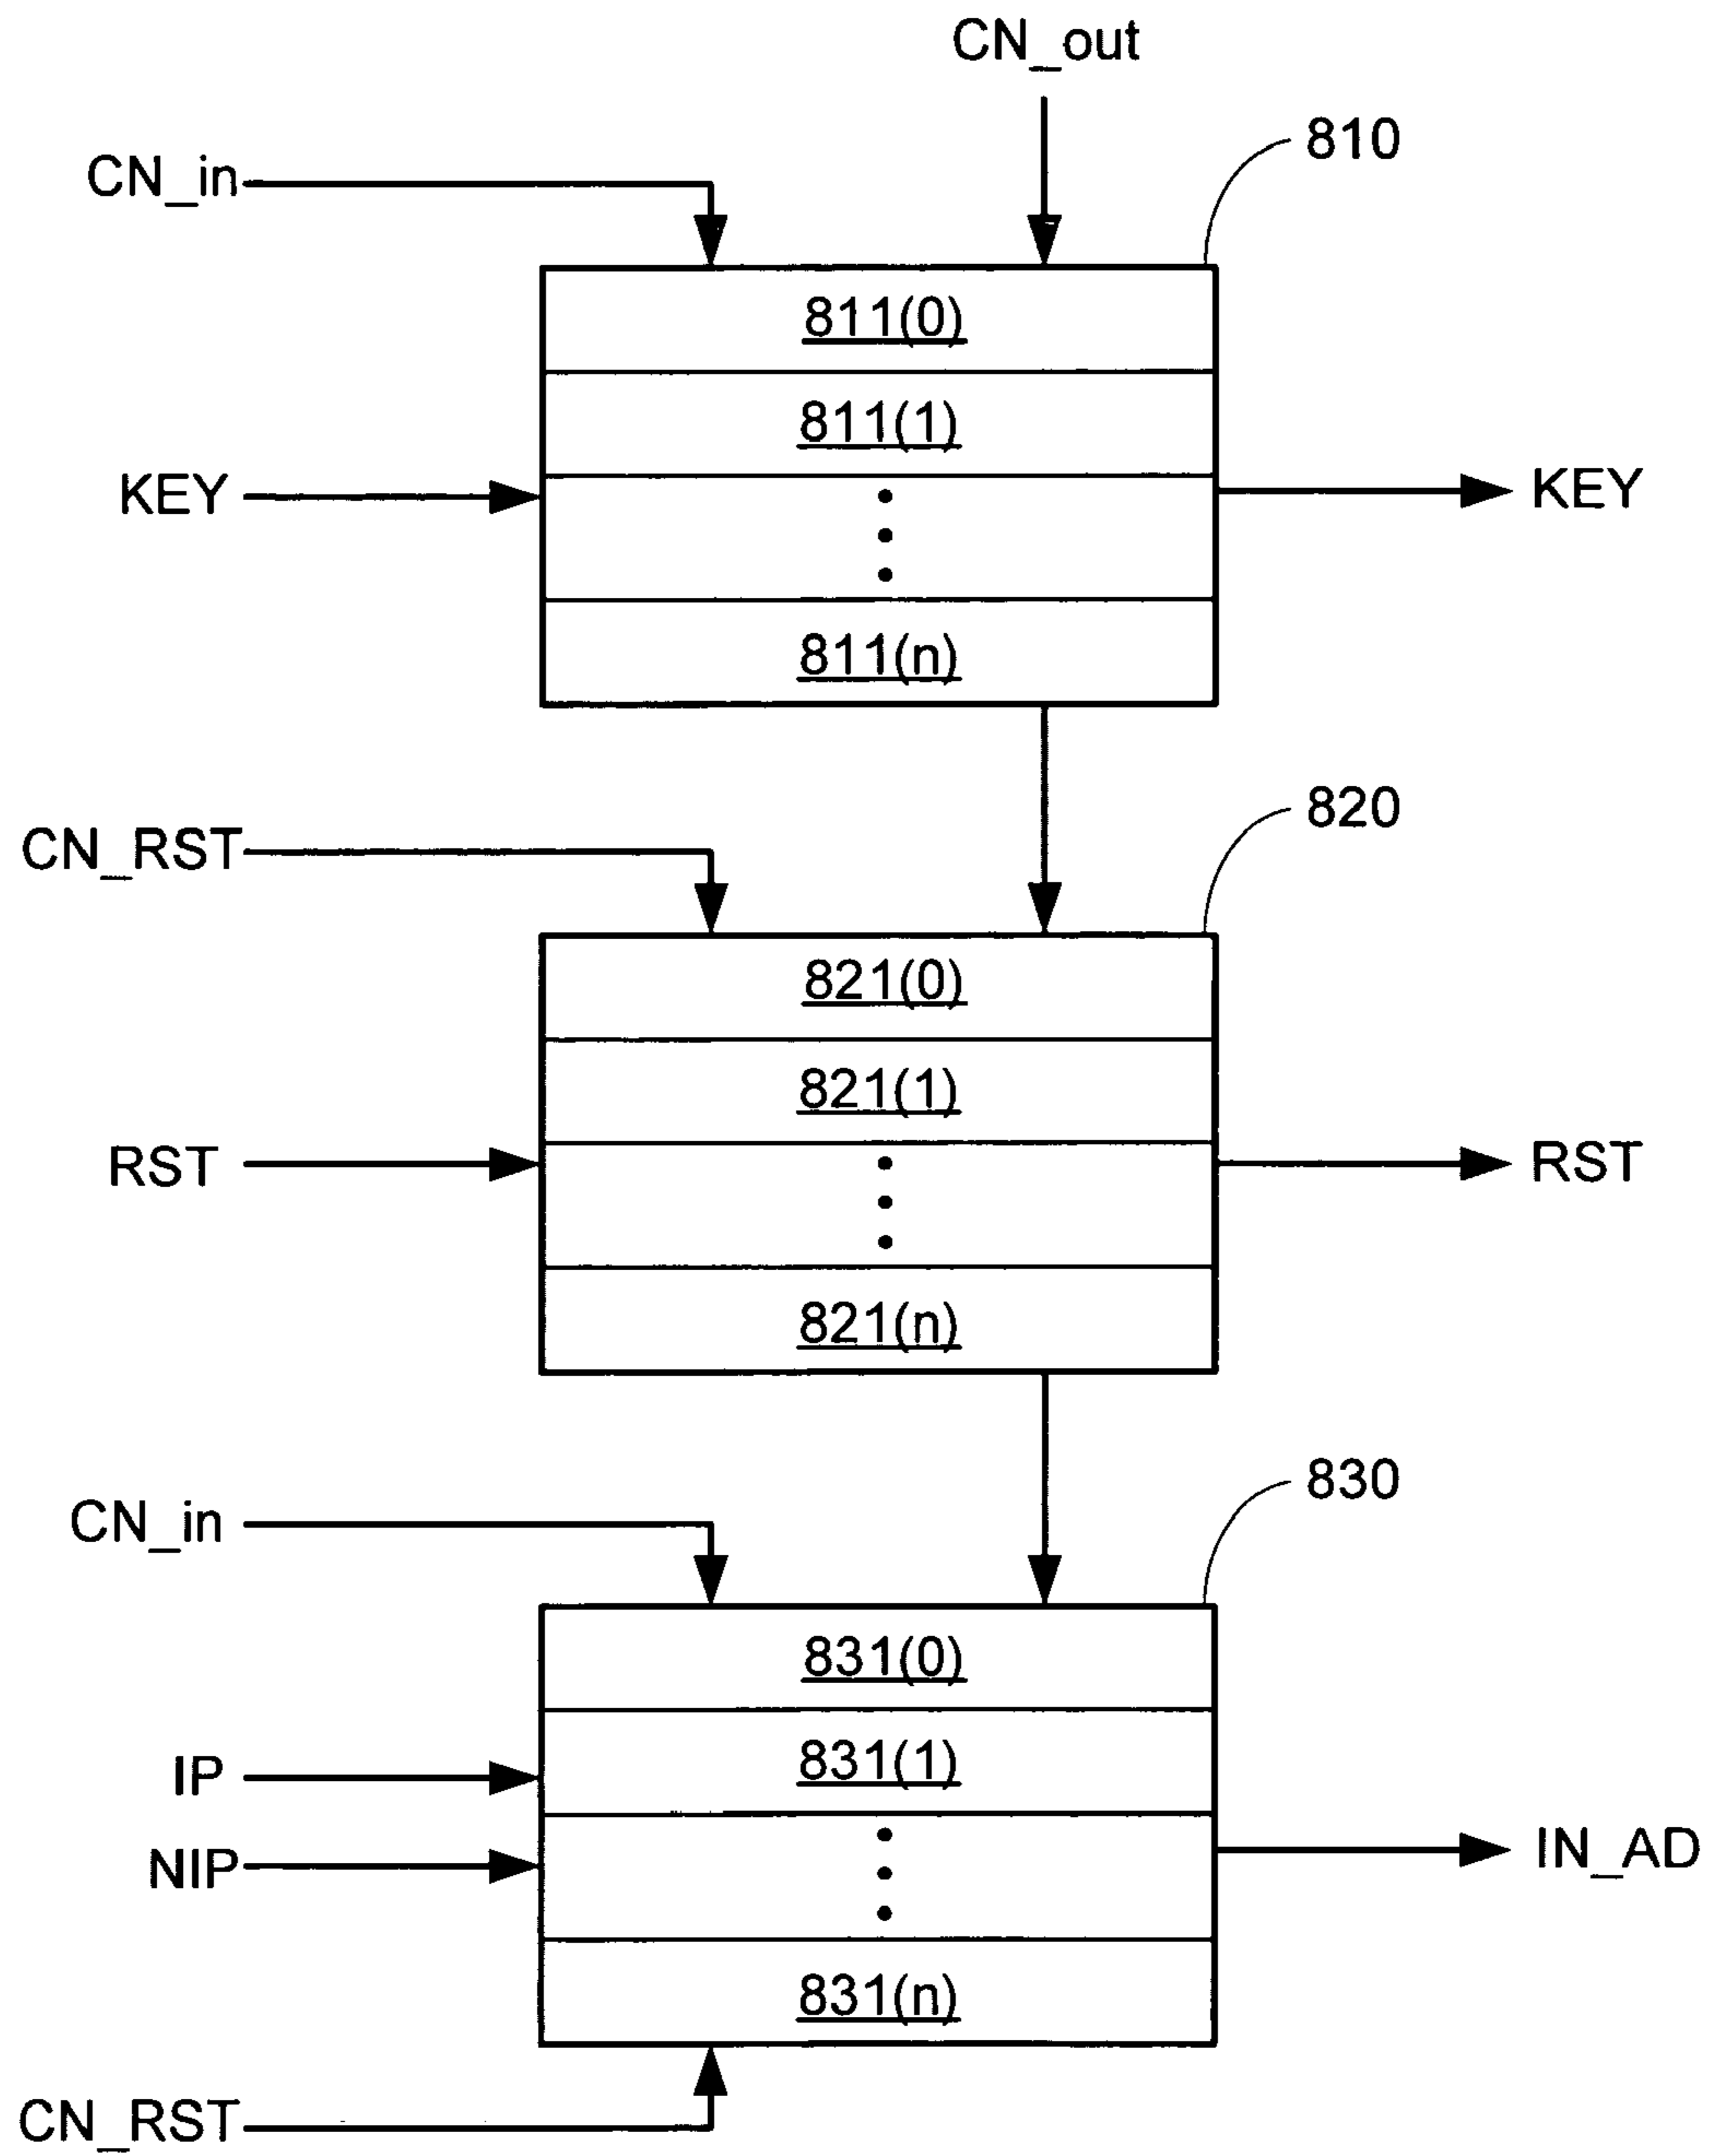 CN_out
810
CN_in
811(0)
811(1)
KEY
KEY
811(n)
820
CN_RST
821(0)
821(1)
RST
RST
821(n)
830
CN_in
831(0)
831(1)
IP
NIP
IN_AD
831(n)
CN_RST